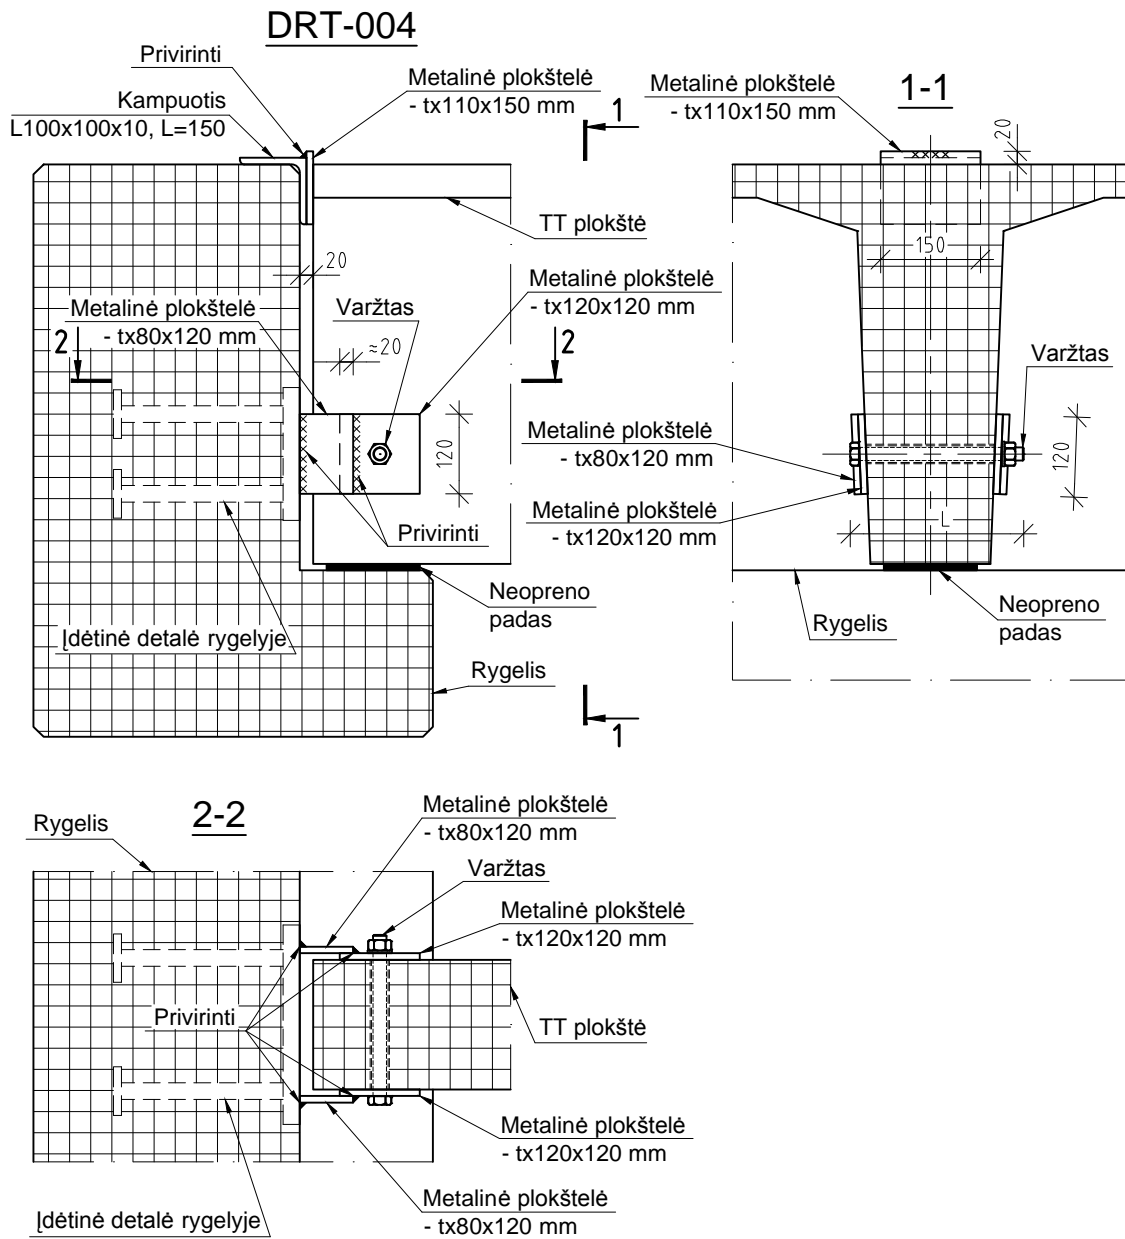 DRT-004
Privirinti
Kampuotis
L100x100x10, L=150
Metalinė plokštelė
- tx110x150 mm
1
TT plokštė
20
Metalinė plokštelė
- tx120x120 mm
Metalinė plokštelė
- tx80x120 mm
Varžtas
≈20
2
2
120
Privirinti
Neopreno
padas
Įdėtinė detalė rygelyje
Rygelis
1
1-1
Metalinė plokštelė
- tx110x150 mm
20
150
Varžtas
Metalinė plokštelė
- tx80x120 mm
120
Metalinė plokštelė
- tx120x120 mm
L
Rygelis
Neopreno
padas
2-2
Rygelis
Metalinė plokštelė
- tx80x120 mm
Varžtas
Metalinė plokštelė
- tx120x120 mm
Privirinti
TT plokštė
Metalinė plokštelė
- tx120x120 mm
Metalinė plokštelė
- tx80x120 mm
Įdėtinė detalė rygelyje